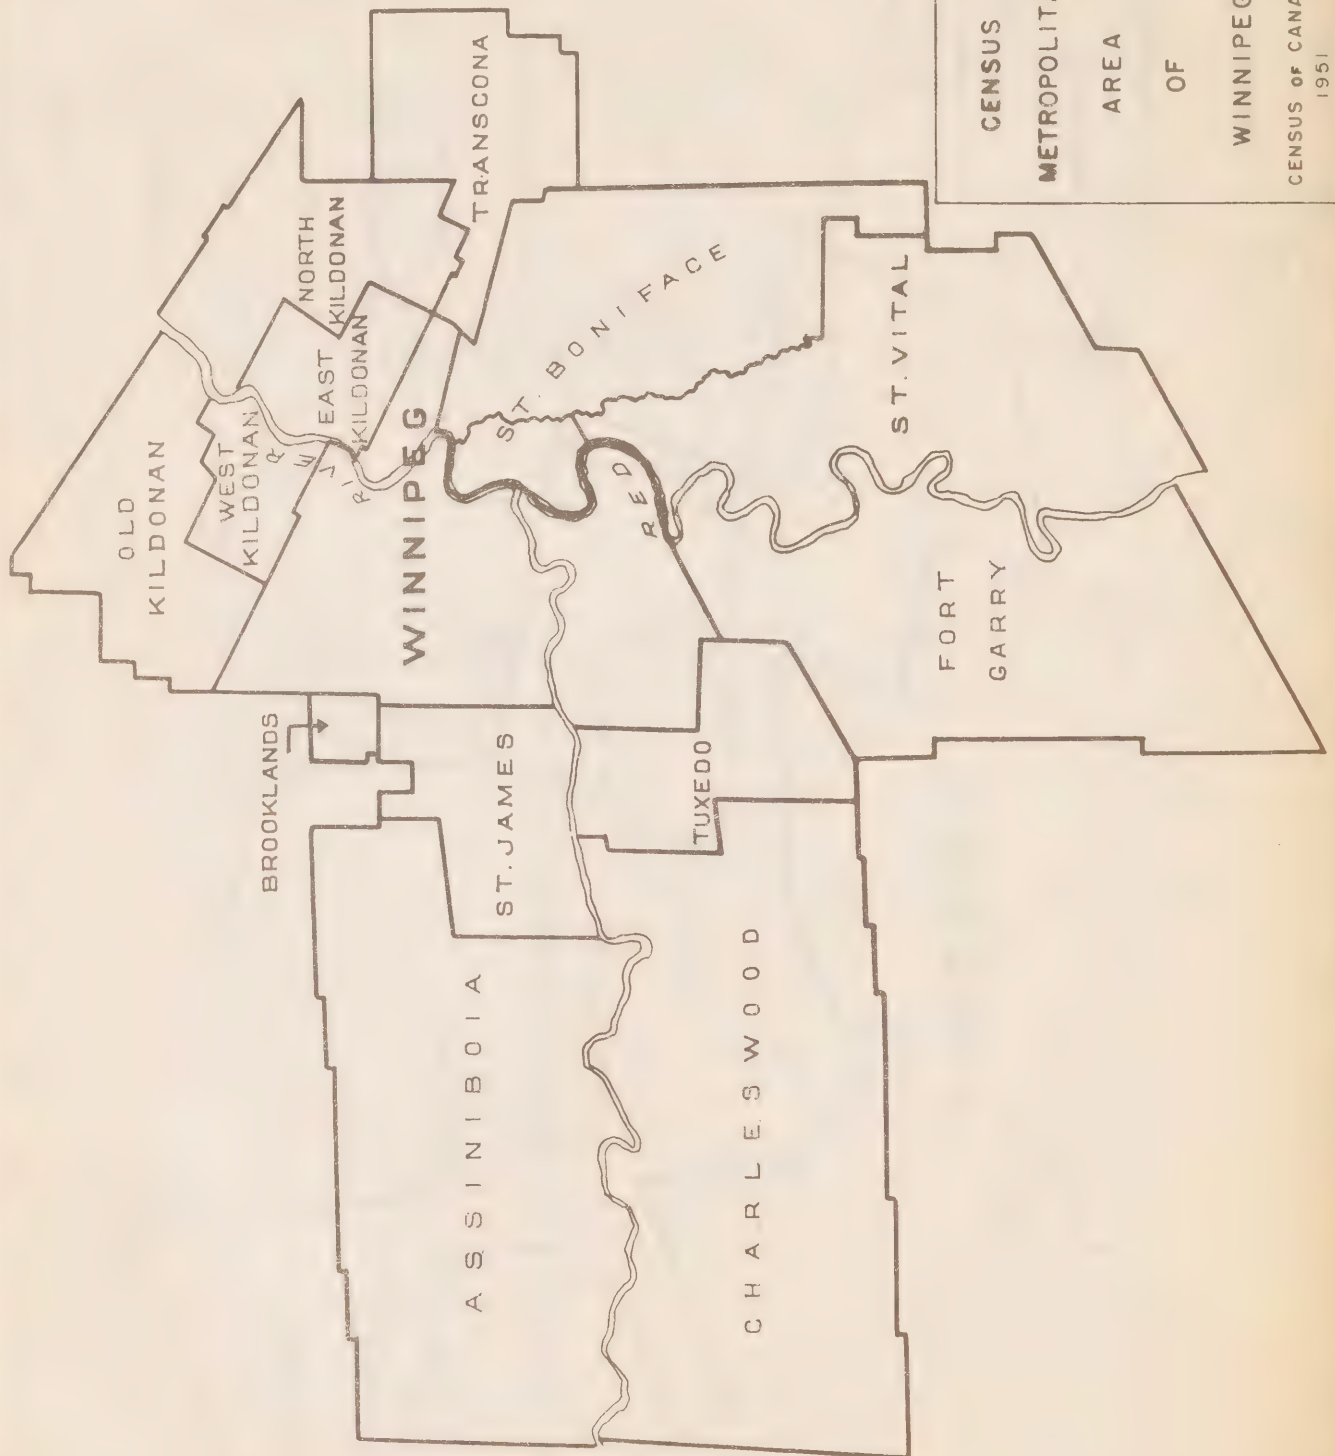 CENSUS
METROPOLITA
AREA
OF
WINNIPEG
CENSUS OF CANA
1951
OLD
KILDONAN
WEST
KILDONAN
NORTH
KILDONAN
EAST
KILDONAN
TRANSCONA
WINNIPEG
ST. BONIFACE
BROOKLANDS
ST. JAMES
ASSINIBOIA
TUXEDO
CHARLESWOOD
RED
RIVER
FORT
GARRY
ST. VITAL